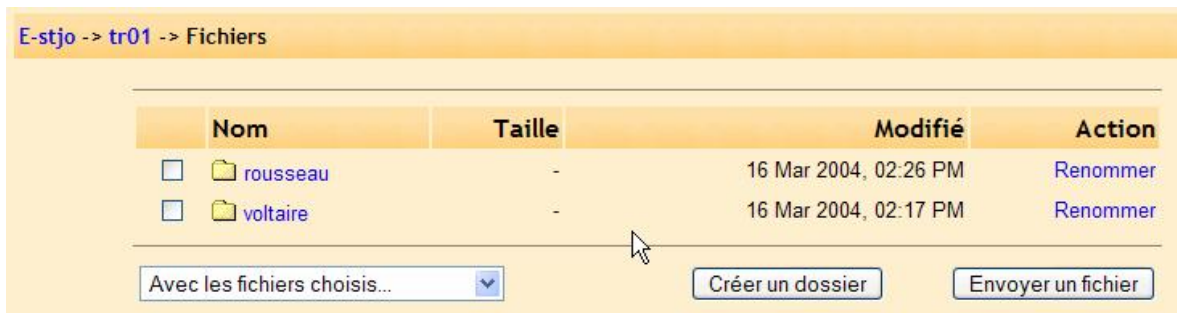 E-stjo -> tr01 -> Fichiers
Nom Taille Modifié Action
rousseau - 16 Mar 2004, 02:26 PM Renommer
voltaire - 16 Mar 2004, 02:17 PM Renommer
Avec les fichiers choisis... Créer un dossier Envoyer un fichier